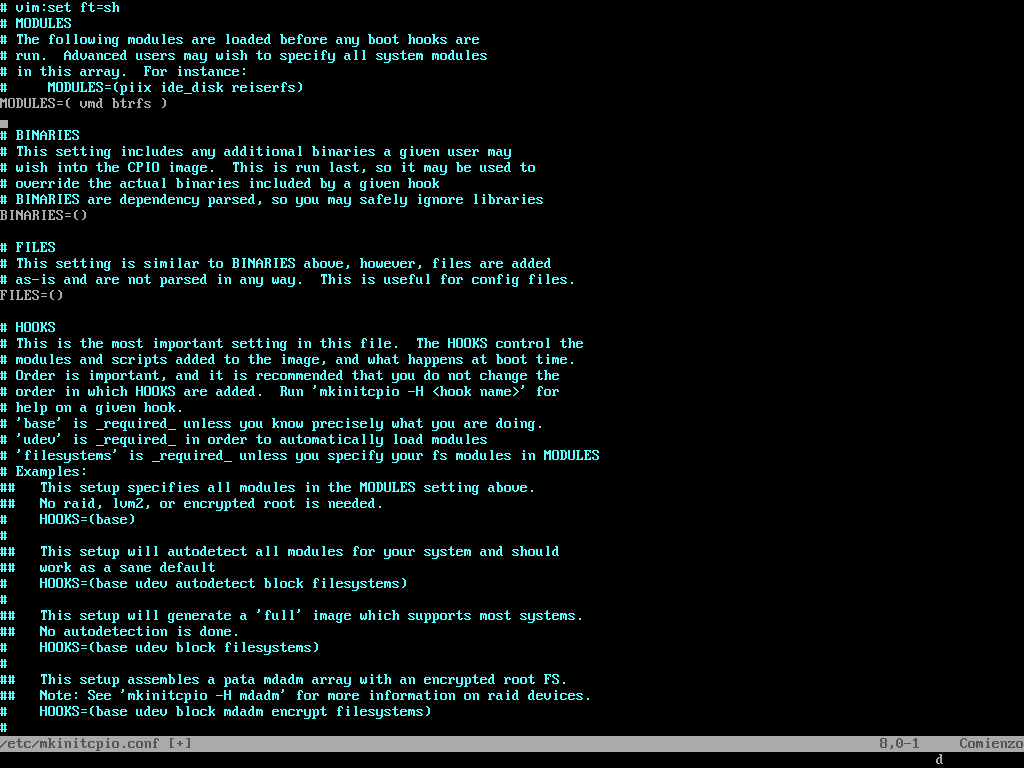 # vim:set ft=sh
# MODULES
# The following modules are loaded before any boot hooks are
# run.  Advanced users may wish to specify all system modules
# in this array.  For instance:
#     MODULES=(piix ide_disk reiserfs)
MODULES=( vmd btrfs )
# BINARIES
# This setting includes any additional binaries a given user may
# wish into the CPIO image.  This is run last, so it may be used to
# override the actual binaries included by a given hook
# BINARIES are dependency parsed, so you may safely ignore libraries
BINARIES=()
# FILES
# This setting is similar to BINARIES above, however, files are added
# as-is and are not parsed in any way.  This is useful for config files.
FILES=()
# HOOKS
# This is the most important setting in this file.  The HOOKS control the
# modules and scripts added to the image, and what happens at boot time.
# Order is important, and it is recommended that you do not change the
# order in which HOOKS are added.  Run 'mkinitcpio -H <hook name>' for
# help on a given hook.
# 'base' is _required_ unless you know precisely what you are doing.
# 'udev' is _required_ in order to automatically load modules
# 'filesystems' is _required_ unless you specify your fs modules in MODULES
# Examples:
##   This setup specifies all modules in the MODULES setting above.
##   No raid, lvm2, or encrypted root is needed.
#    HOOKS=(base)
#
##   This setup will autodetect all modules for your system and should
##   work as a sane default
#    HOOKS=(base udev autodetect block filesystems)
#
##   This setup will generate a 'full' image which supports most systems.
##   No autodetection is done.
#    HOOKS=(base udev block filesystems)
#
##   This setup assembles a pata mdadm array with an encrypted root FS.
##   Note: See 'mkinitcpio -H mdadm' for more information on raid devices.
#    HOOKS=(base udev block mdadm encrypt filesystems)
#
/etc/mkinitcpio.conf [+] 8,0-1 Comienzo
d